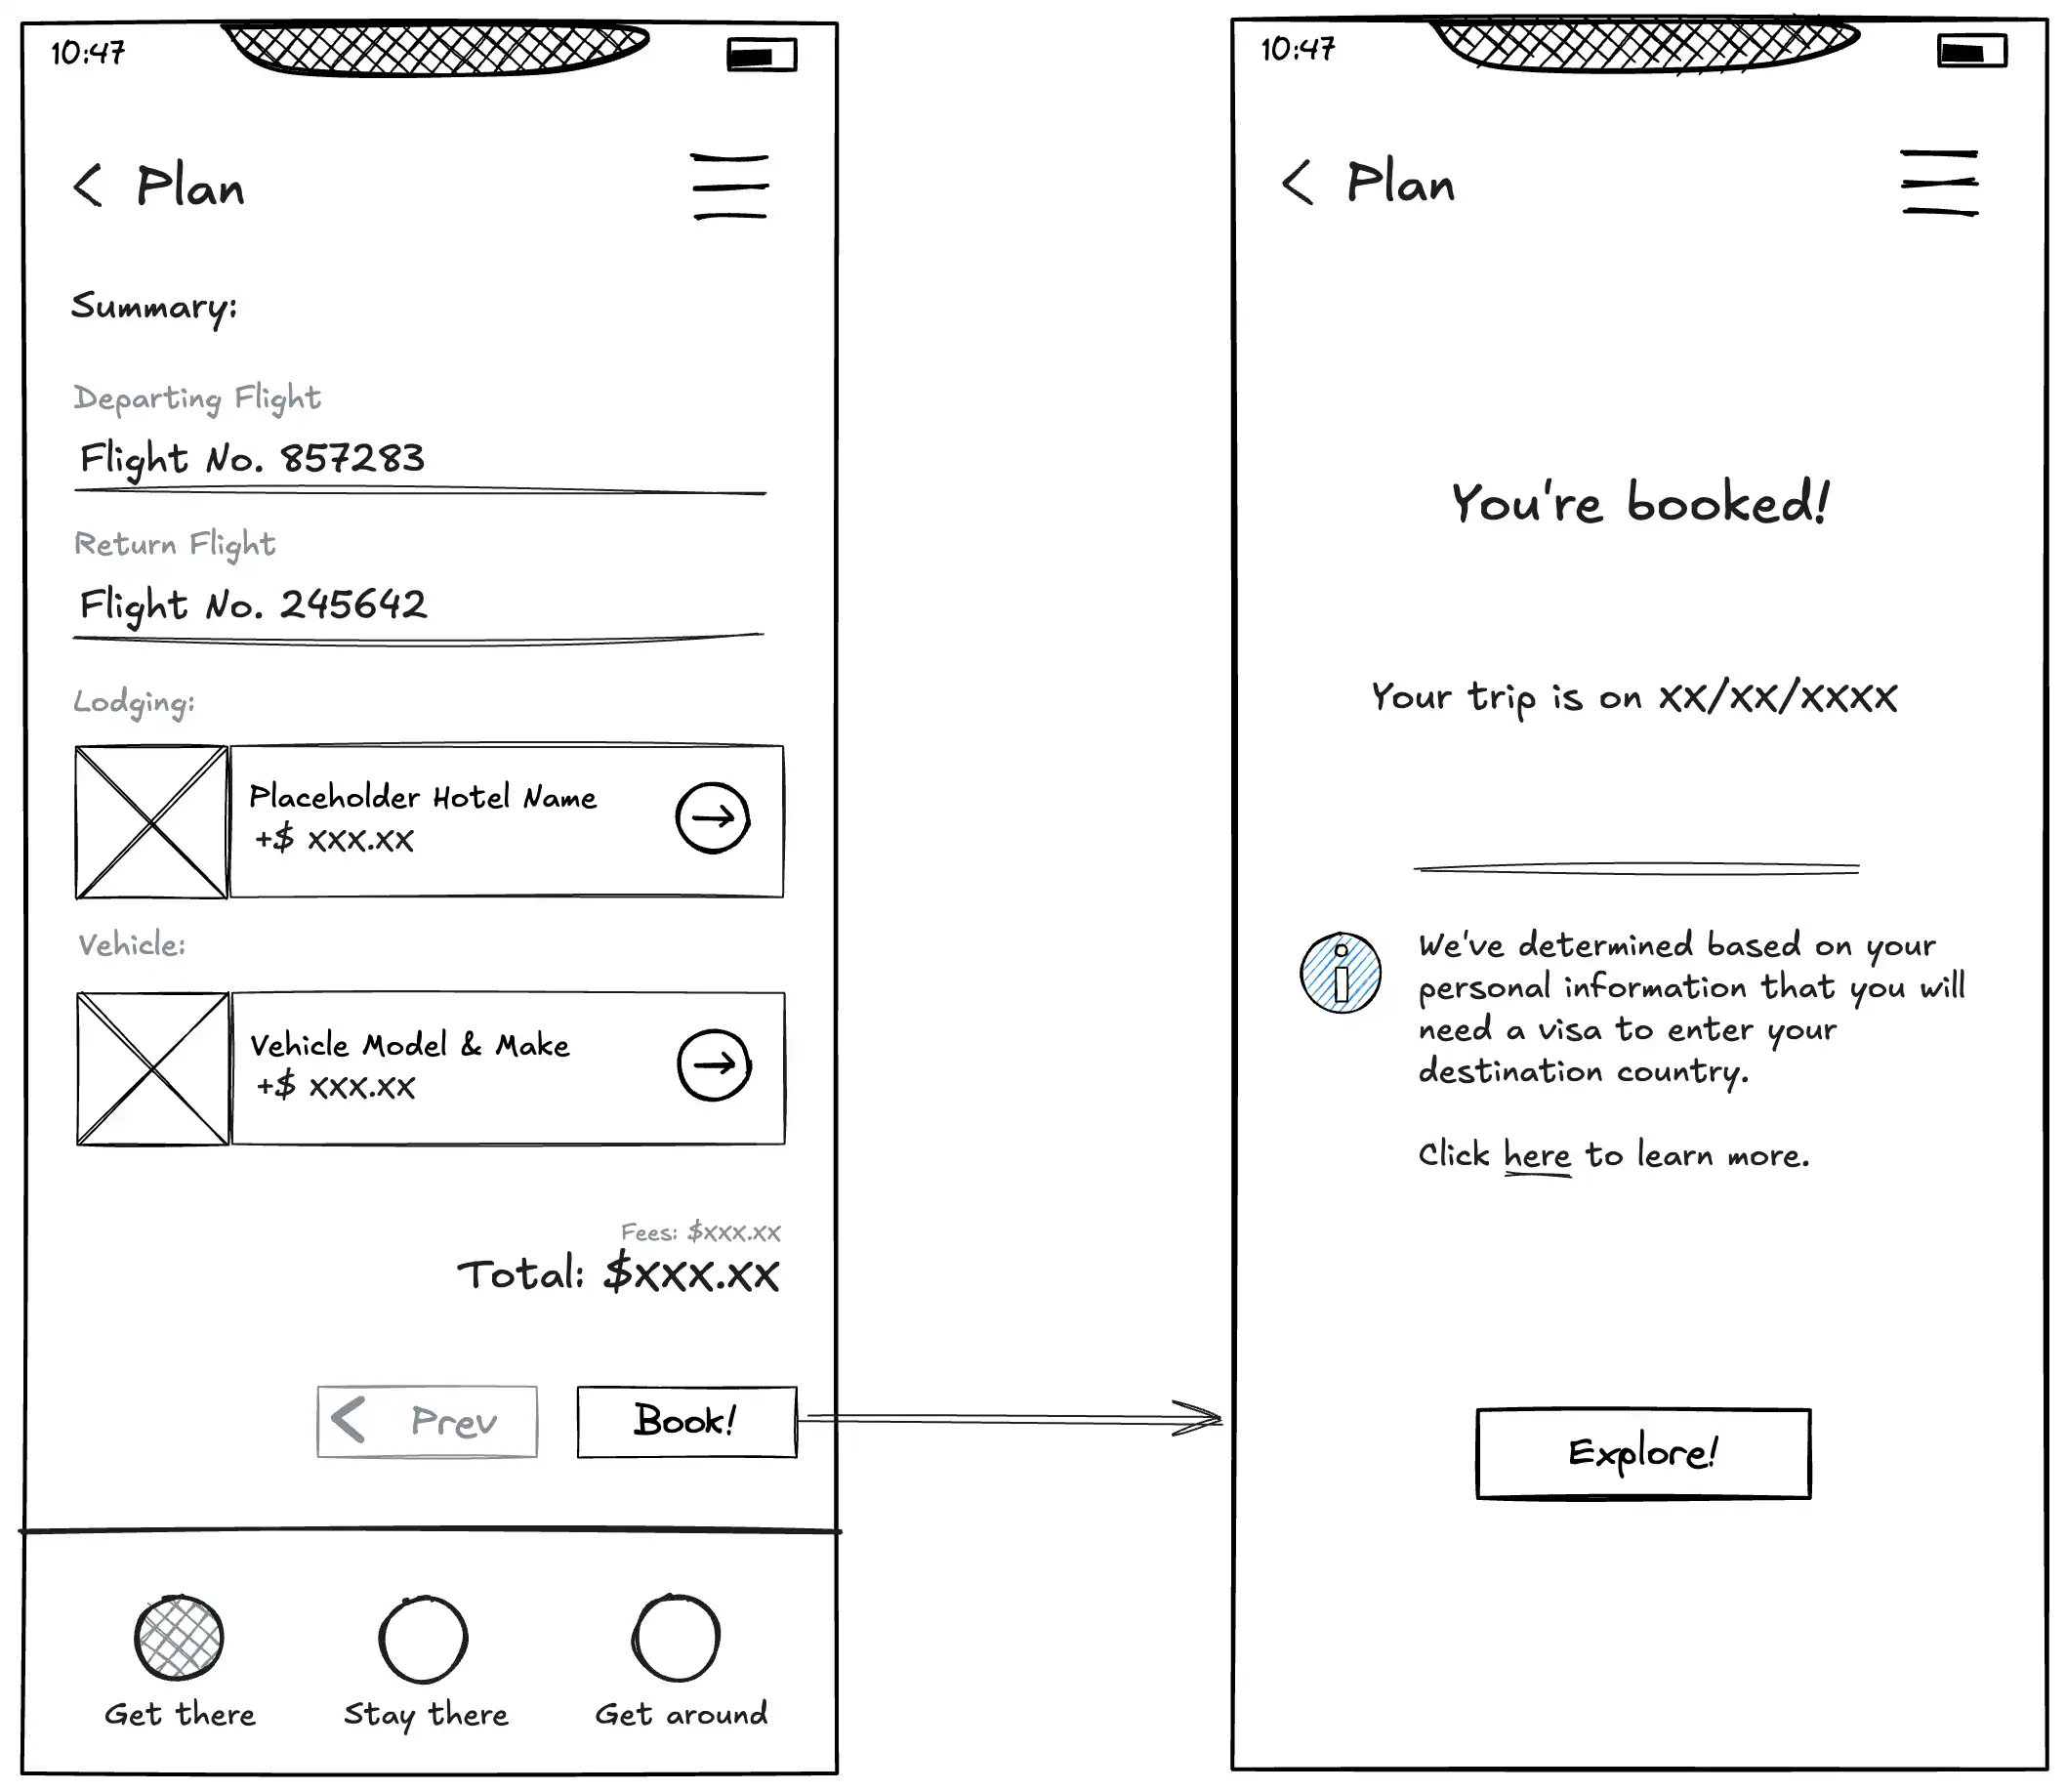 10:47
< Plan
Summary:
Departing Flight
Flight No. 857283
Return Flight
Flight No. 245642
Lodging:
Placeholder Hotel Name
+$ xxx.xx
Vehicle:
Vehicle Model & Make
+$ xxx.xx
Fees: $xxx.xx
Total: $xxx.xx
< Prev
Book!
Get there
Stay there
Get around
10:47
< Plan
You're booked!
Your trip is on xx/xx/xxxx
i
We've determined based on your
personal information that you will
need a visa to enter your
destination country.
Click here to learn more.
Explore!